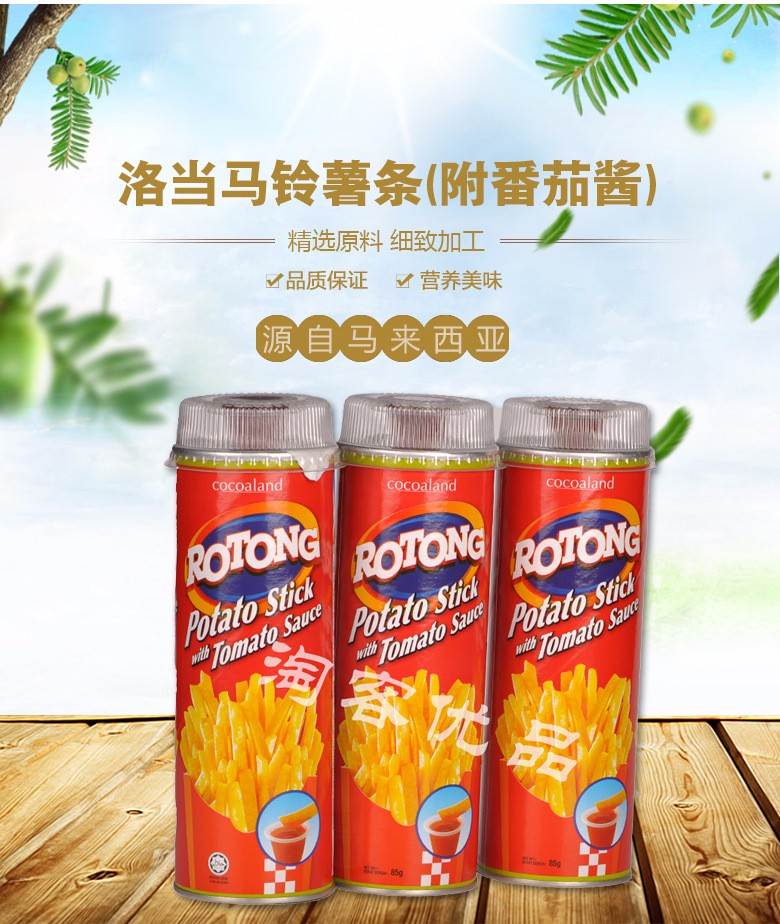 洛当马铃薯条(附番茄酱)
精选原料 细致加工
品质保证 营养美味
源自马来西亚
cocoaland
ROTONG
Potato Stick
with Tomato Sauce
cocoaland
ROTONG
Potato Stick
with Tomato Sauce
85g
cocoaland
ROTONG
Potato Stick
with Tomato Sauce
85g
淘客优品